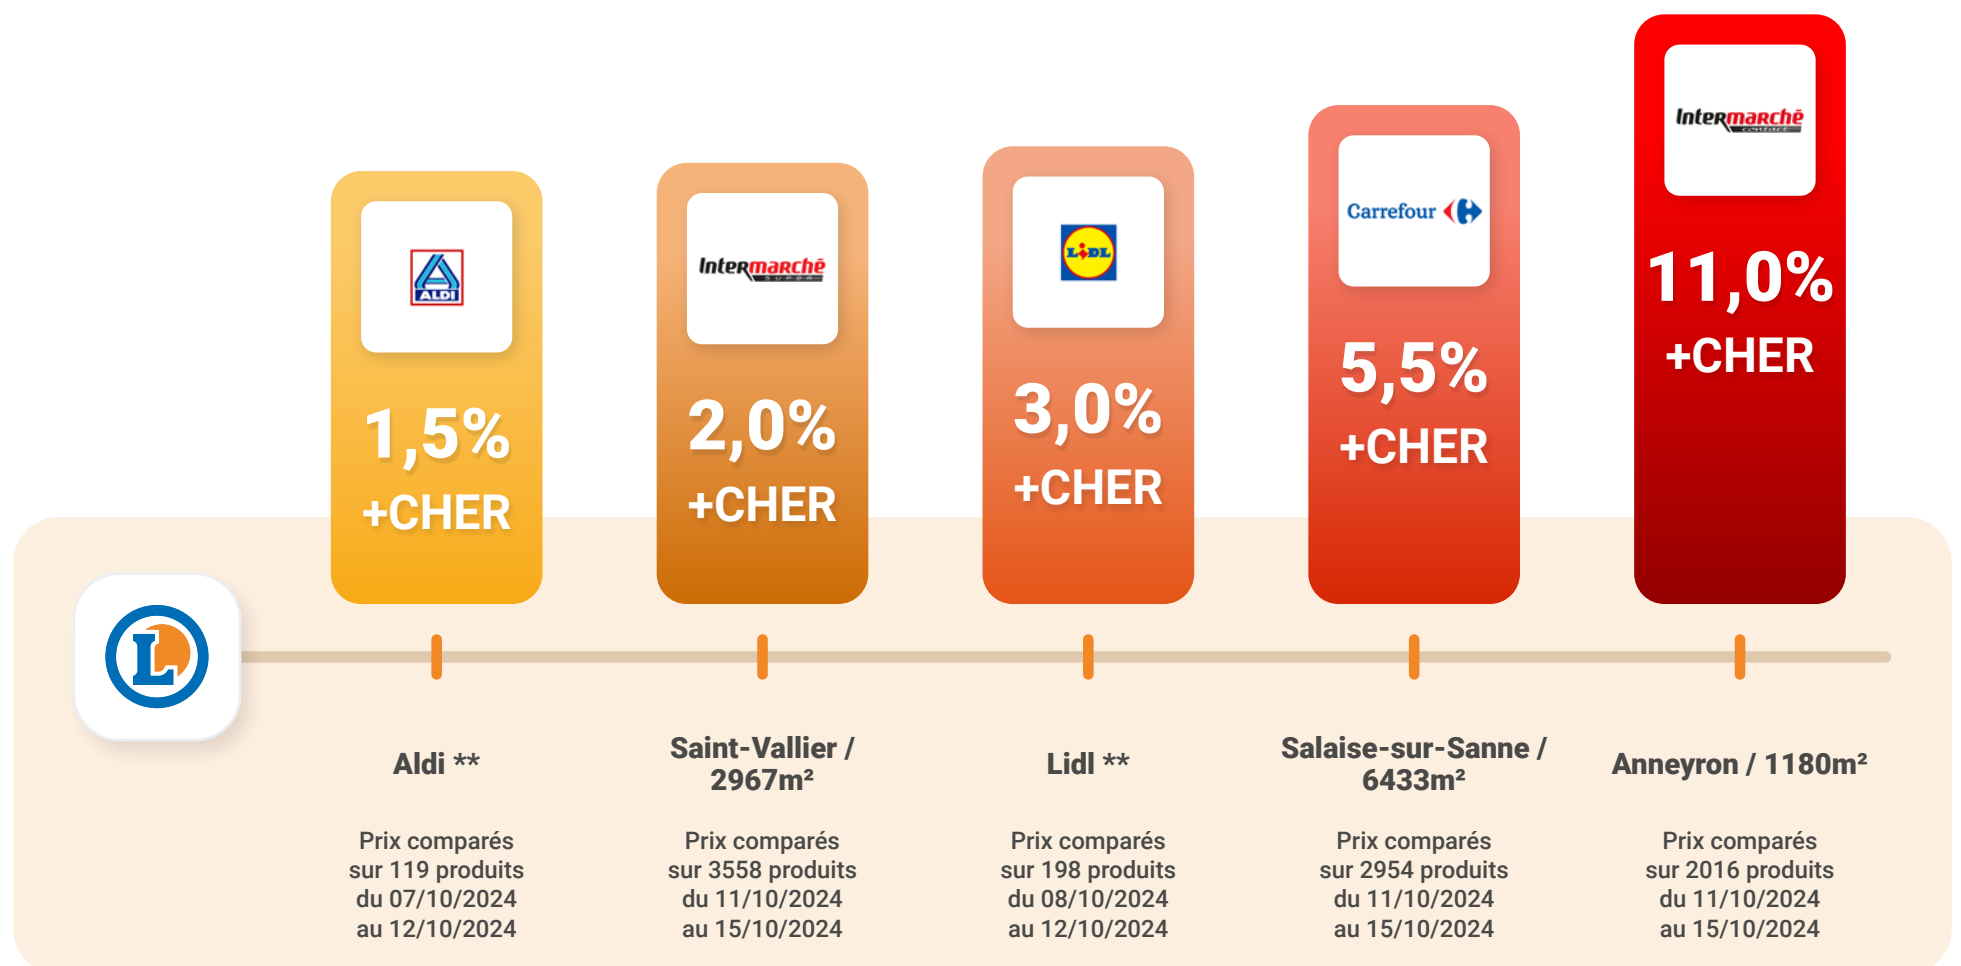 ALDI
1,5%
+CHER
Intermarchē
SUPER
2,0%
+CHER
LiDL
3,0%
+CHER
Carrefour
5,5%
+CHER
Intermarchē
contact
11,0%
+CHER
L
Aldi **
Saint-Vallier /
2967m²
Lidl **
Salaise-sur-Sanne /
6433m²
Anneyron / 1180m²
Prix comparés
sur 119 produits
du 07/10/2024
au 12/10/2024
Prix comparés
sur 3558 produits
du 11/10/2024
au 15/10/2024
Prix comparés
sur 198 produits
du 08/10/2024
au 12/10/2024
Prix comparés
sur 2954 produits
du 11/10/2024
au 15/10/2024
Prix comparés
sur 2016 produits
du 11/10/2024
au 15/10/2024